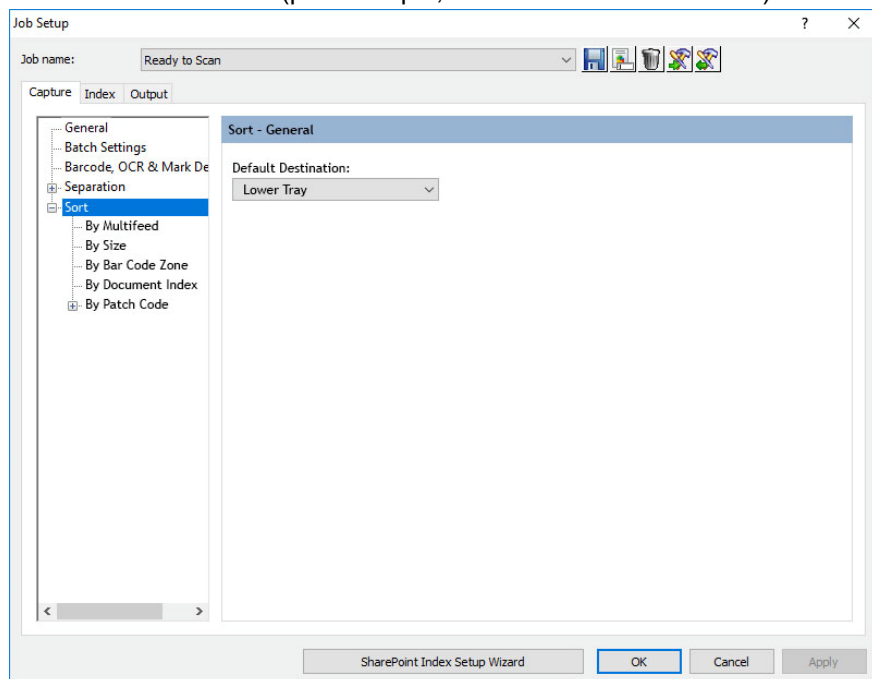 Job Setup
?
Job name:
Ready to Scan
Capture
Index
Output
General
Batch Settings
Barcode, OCR & Mark De
Separation
Sort
By Multifeed
By Size
By Bar Code Zone
By Document Index
By Patch Code
Sort - General
Default Destination:
Lower Tray
SharePoint Index Setup Wizard
OK
Cancel
Apply